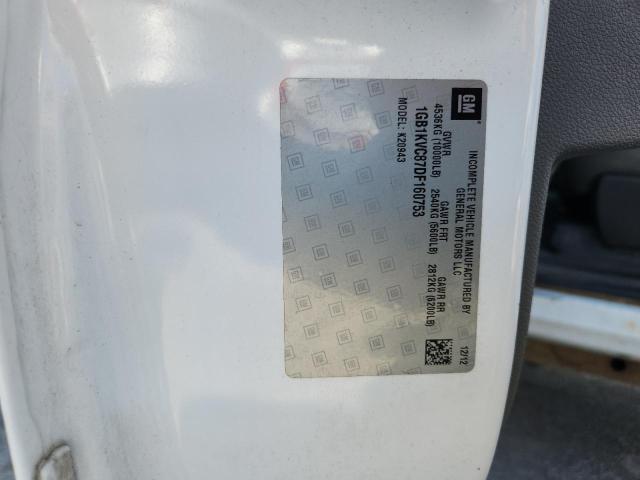 GM
INCOMPLETE VEHICLE MANUFACTURED BY
GENERAL MOTORS LLC
12/12
GVWR GAWR FRT GAWR RR
4536KG (10000LB) 2540KG (5600LB) 2812KG (6200LB)
1GB1KVC87DF160753
MODEL: K20943